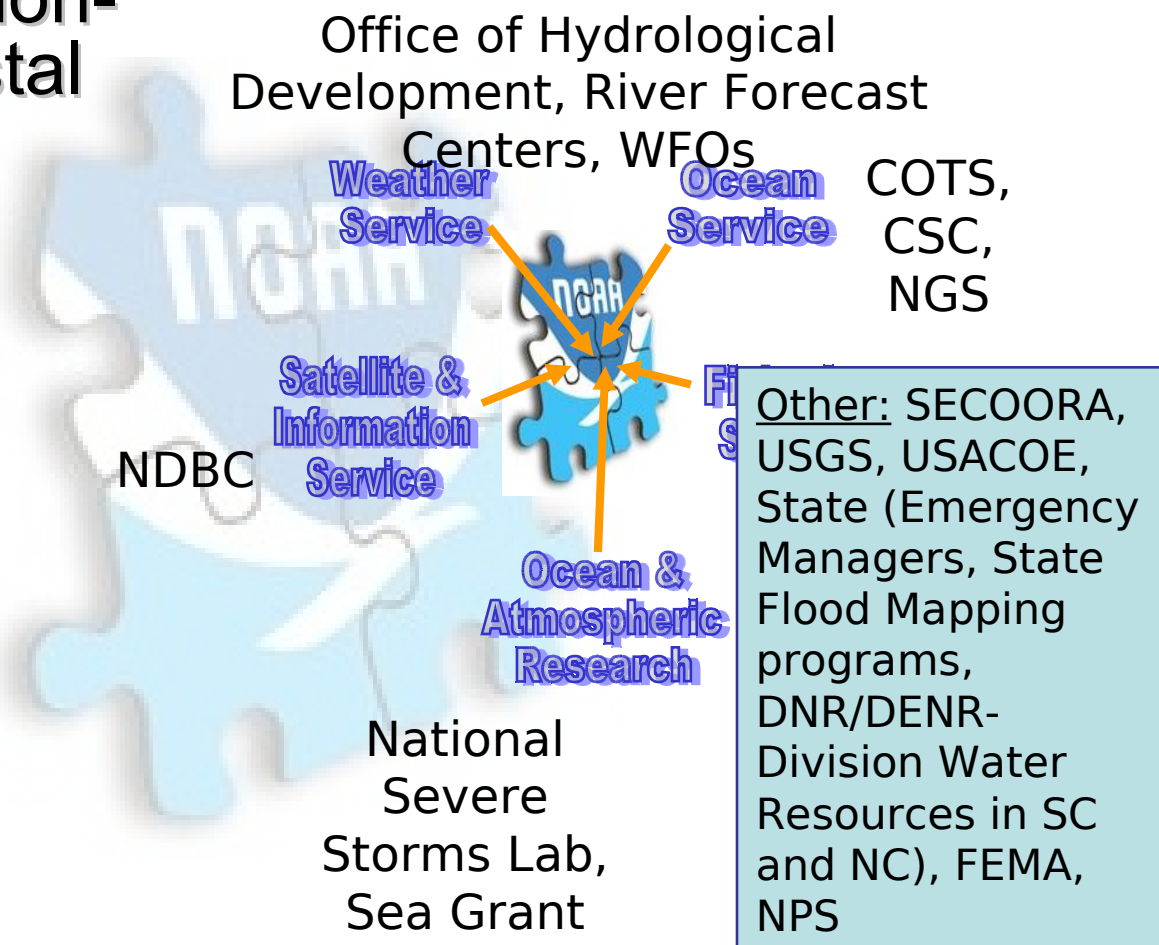 Office of Hydrological
Development, River Forecast
Centers, WFOs
Weather
Service
Ocean
Service
COTS,
CSC,
NGS
NOAA
NOAA
Satellite &
Information
Service
NDBC
Ocean &
Atmospheric
Research
National
Severe
Storms Lab,
Sea Grant
Other: SECOORA,
USGS, USACOE,
State (Emergency
Managers, State
Flood Mapping
programs,
DNR/DENR-
Division Water
Resources in SC
and NC), FEMA,
NPS